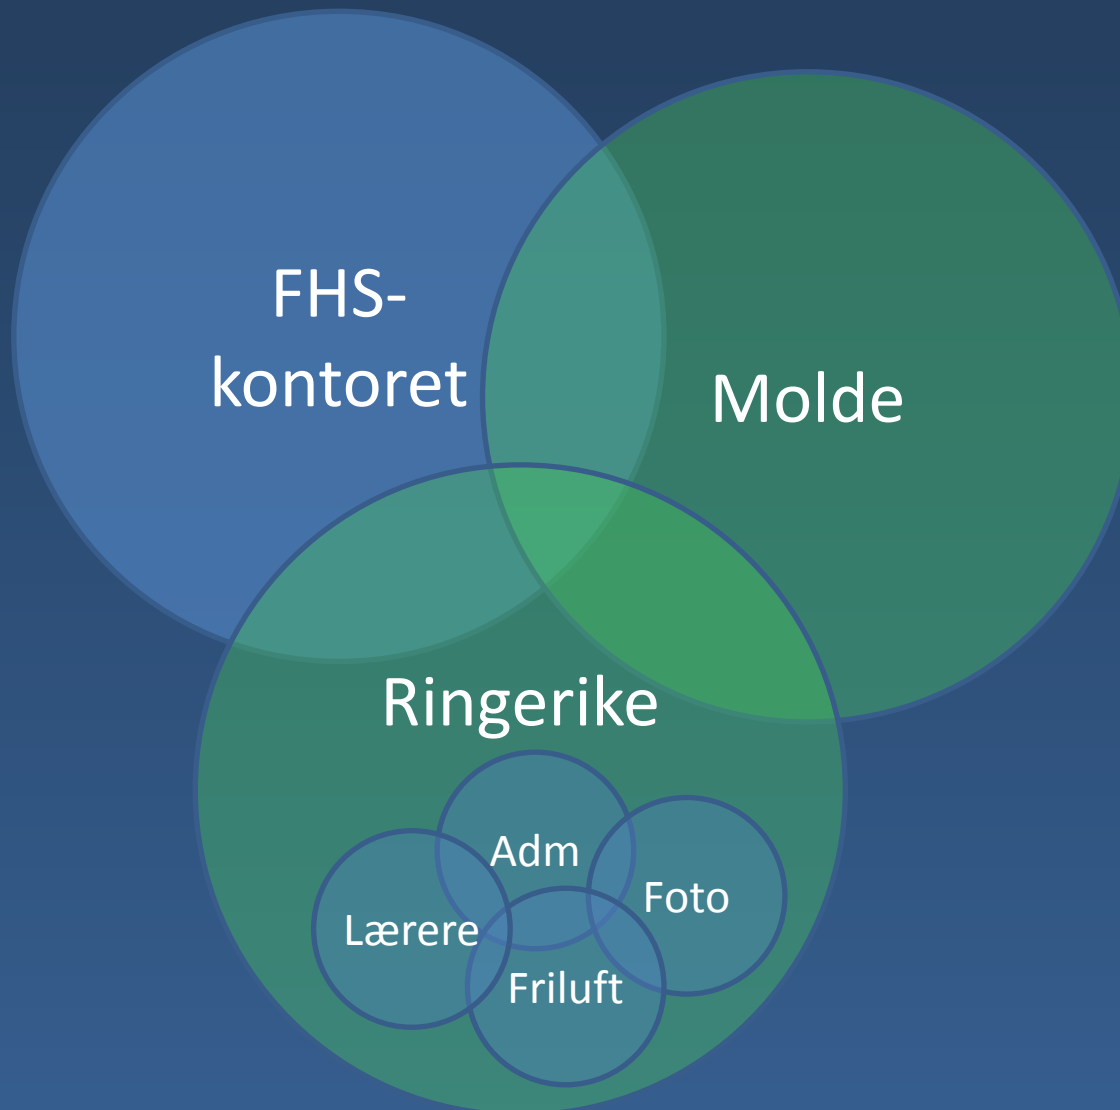 FHS-
kontoret
Molde
Ringerike
Adm
Foto
Lærere
Friluft